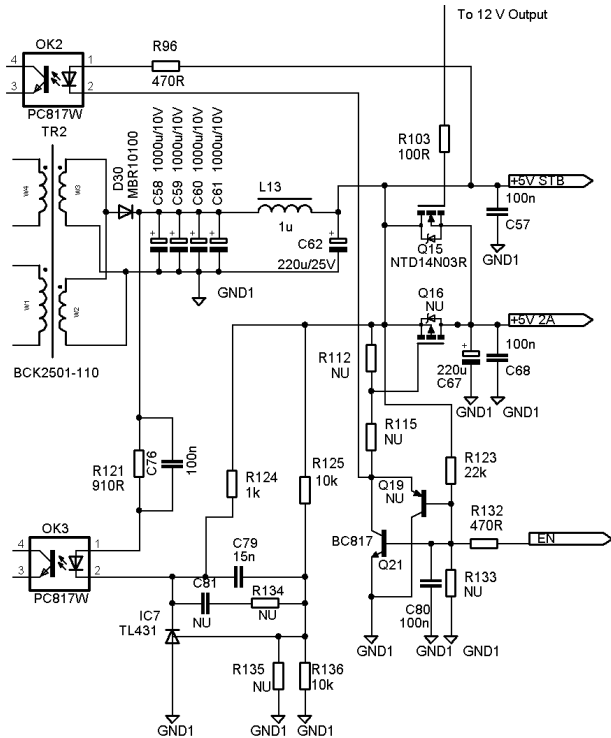 To 12 V Output
OK2
4
1
R96
470R
3
2
PC817W
TR2
D30
MBR10100
C58 1000u/10V
C59 1000u/10V
C60 1000u/10V
C61 1000u/10V
R103
100R
W4
W3
L13
1u
+5V STB
100n
C57
+
+
+
+
+
C62
220u/25V
Q15
NTD14N03R
GND1
GND1
W1
W2
Q16
NU
+5V 2A
BCK2501-110
R112
NU
+
220u
C67
100n
C68
GND1
GND1
R115
NU
R121
910R
C76
100n
R124
1k
R125
10k
Q19
NU
R123
22k
R132
470R
EN
OK3
4
1
3
2
PC817W
C79
15n
BC817
Q21
C81
NU
R134
NU
C80
100n
R133
NU
IC7
TL431
GND1
GND1
GND1
R135
NU
R136
10k
GND1
GND1
GND1